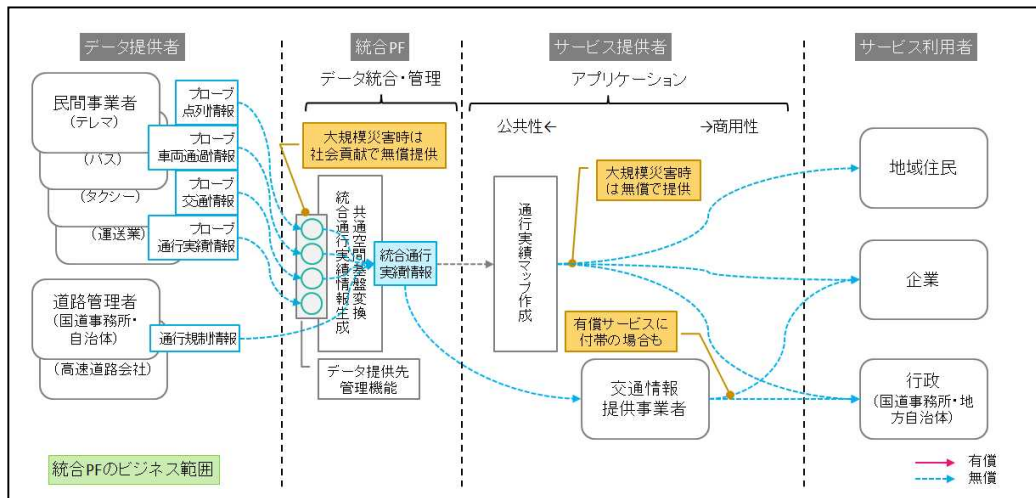 データ提供者
統合PF
サービス提供者
サービス利用者
データ統合・管理
アプリケーション
公共性←
→商用性
民間事業者
(テレマ)
(バス)
(タクシー)
(運送業)
プローブ
点列情報
プローブ
車両通過情報
プローブ
交通情報
プローブ
通行実績情報
道路管理者
(国道事務所・
自治体)
(高速道路会社)
通行規制情報
大規模災害時は
社会貢献で無償提供
共通空間基盤変換
統合通行実績情報生成
統合通行
実績情報
データ提供先
管理機能
通行実績マップ作成
大規模災害時
は無償で提供
有償サービスに
付帯の場合も
交通情報
提供事業者
地域住民
企業
行政
(国道事務所・地
方自治体)
統合PFのビジネス範囲
有償
無償